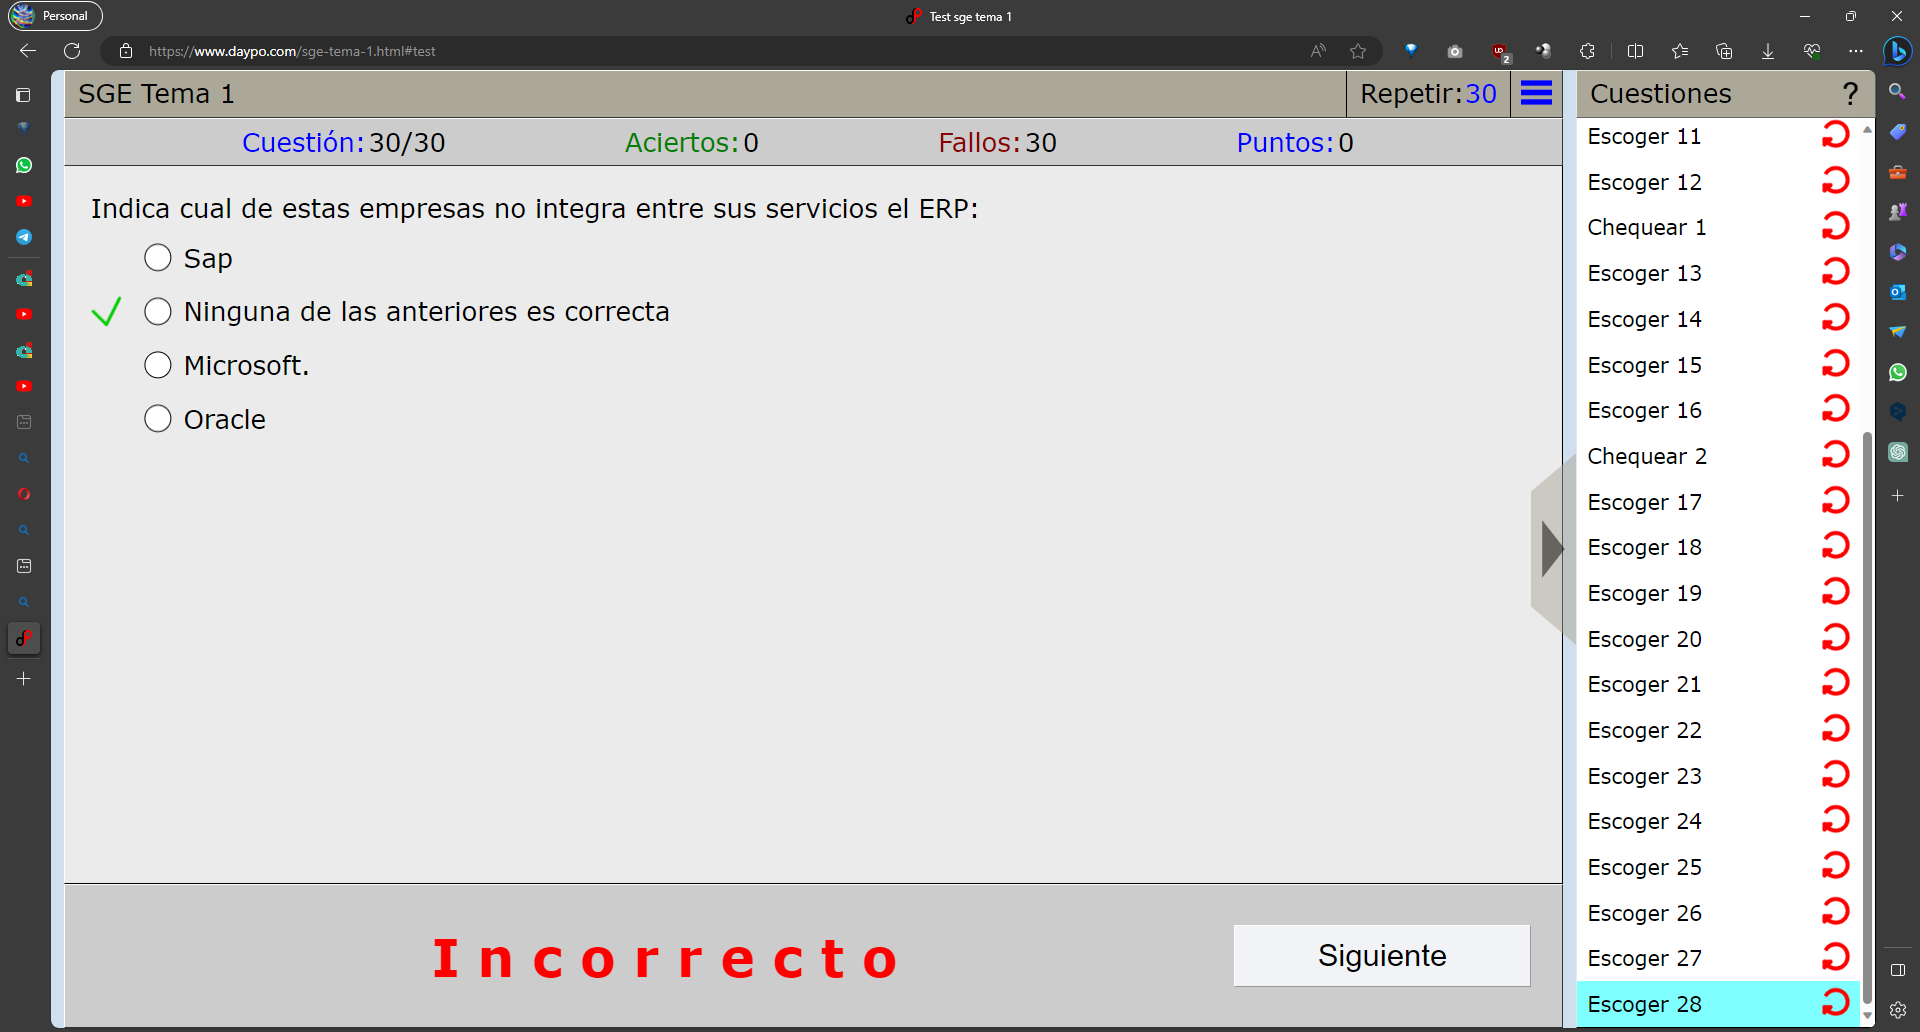 Personal
Test sge tema 1
https://www.daypo.com/sge-tema-1.html#test
2
SGE Tema 1
Repetir:30
Cuestiones
?
Cuestión:30/30
Aciertos:0
Fallos:30
Puntos:0
Indica cual de estas empresas no integra entre sus servicios el ERP:
Sap
Ninguna de las anteriores es correcta
Microsoft.
Oracle
Incorrecto
Siguiente
Escoger 11
Escoger 12
Chequear 1
Escoger 13
Escoger 14
Escoger 15
Escoger 16
Chequear 2
Escoger 17
Escoger 18
Escoger 19
Escoger 20
Escoger 21
Escoger 22
Escoger 23
Escoger 24
Escoger 25
Escoger 26
Escoger 27
Escoger 28